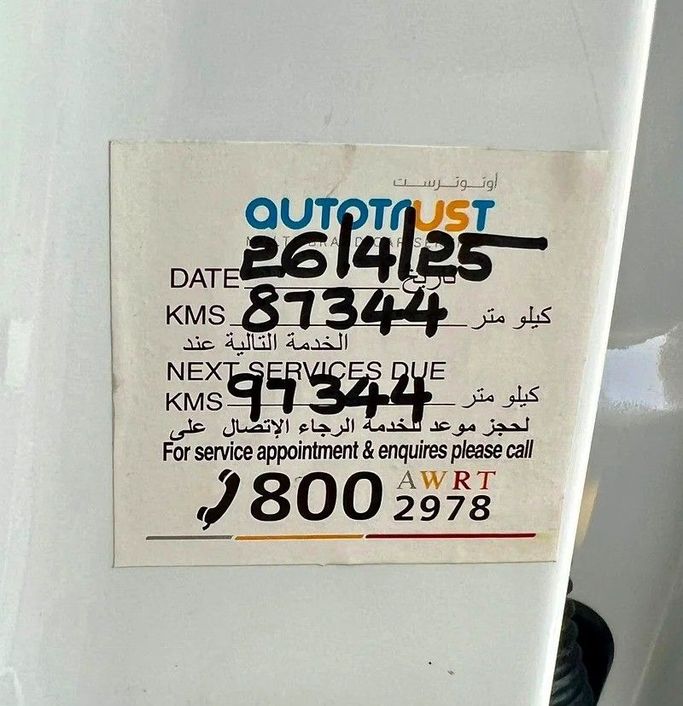 أوتوترست
AUTOTRUST
DATE 26/4/25 تاريخ
KMS 87344 كيلو متر
الخدمة التالية عند
NEXT SERVICES DUE
KMS 97344 كيلو متر
لحجز موعد للخدمة الرجاء الإتصال على
For service appointment & enquires please call
800 AWRT
2978